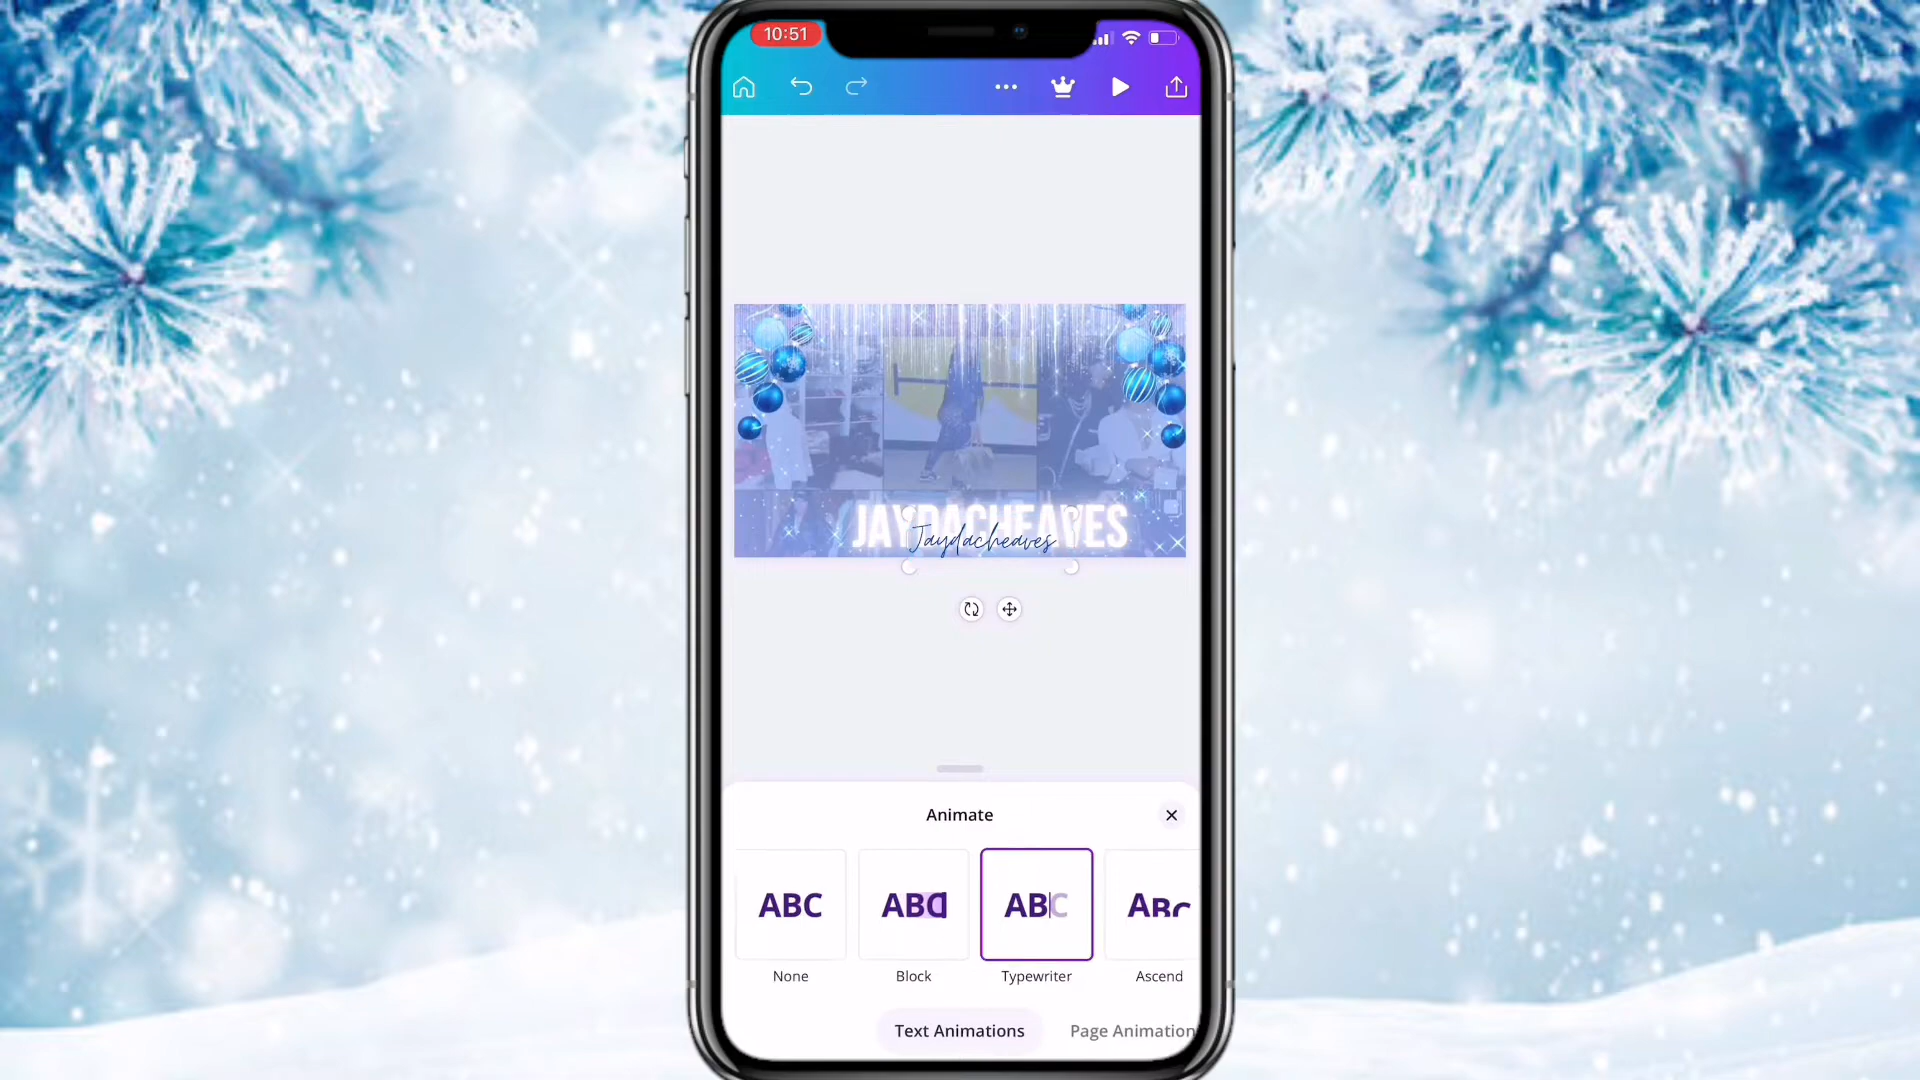 10:51
JAYDACHEAVES
Jaydacheaves
Animate
ABC
ABC
ABC
ABC
None
Block
Typewriter
Ascend
Text Animations
Page Animation